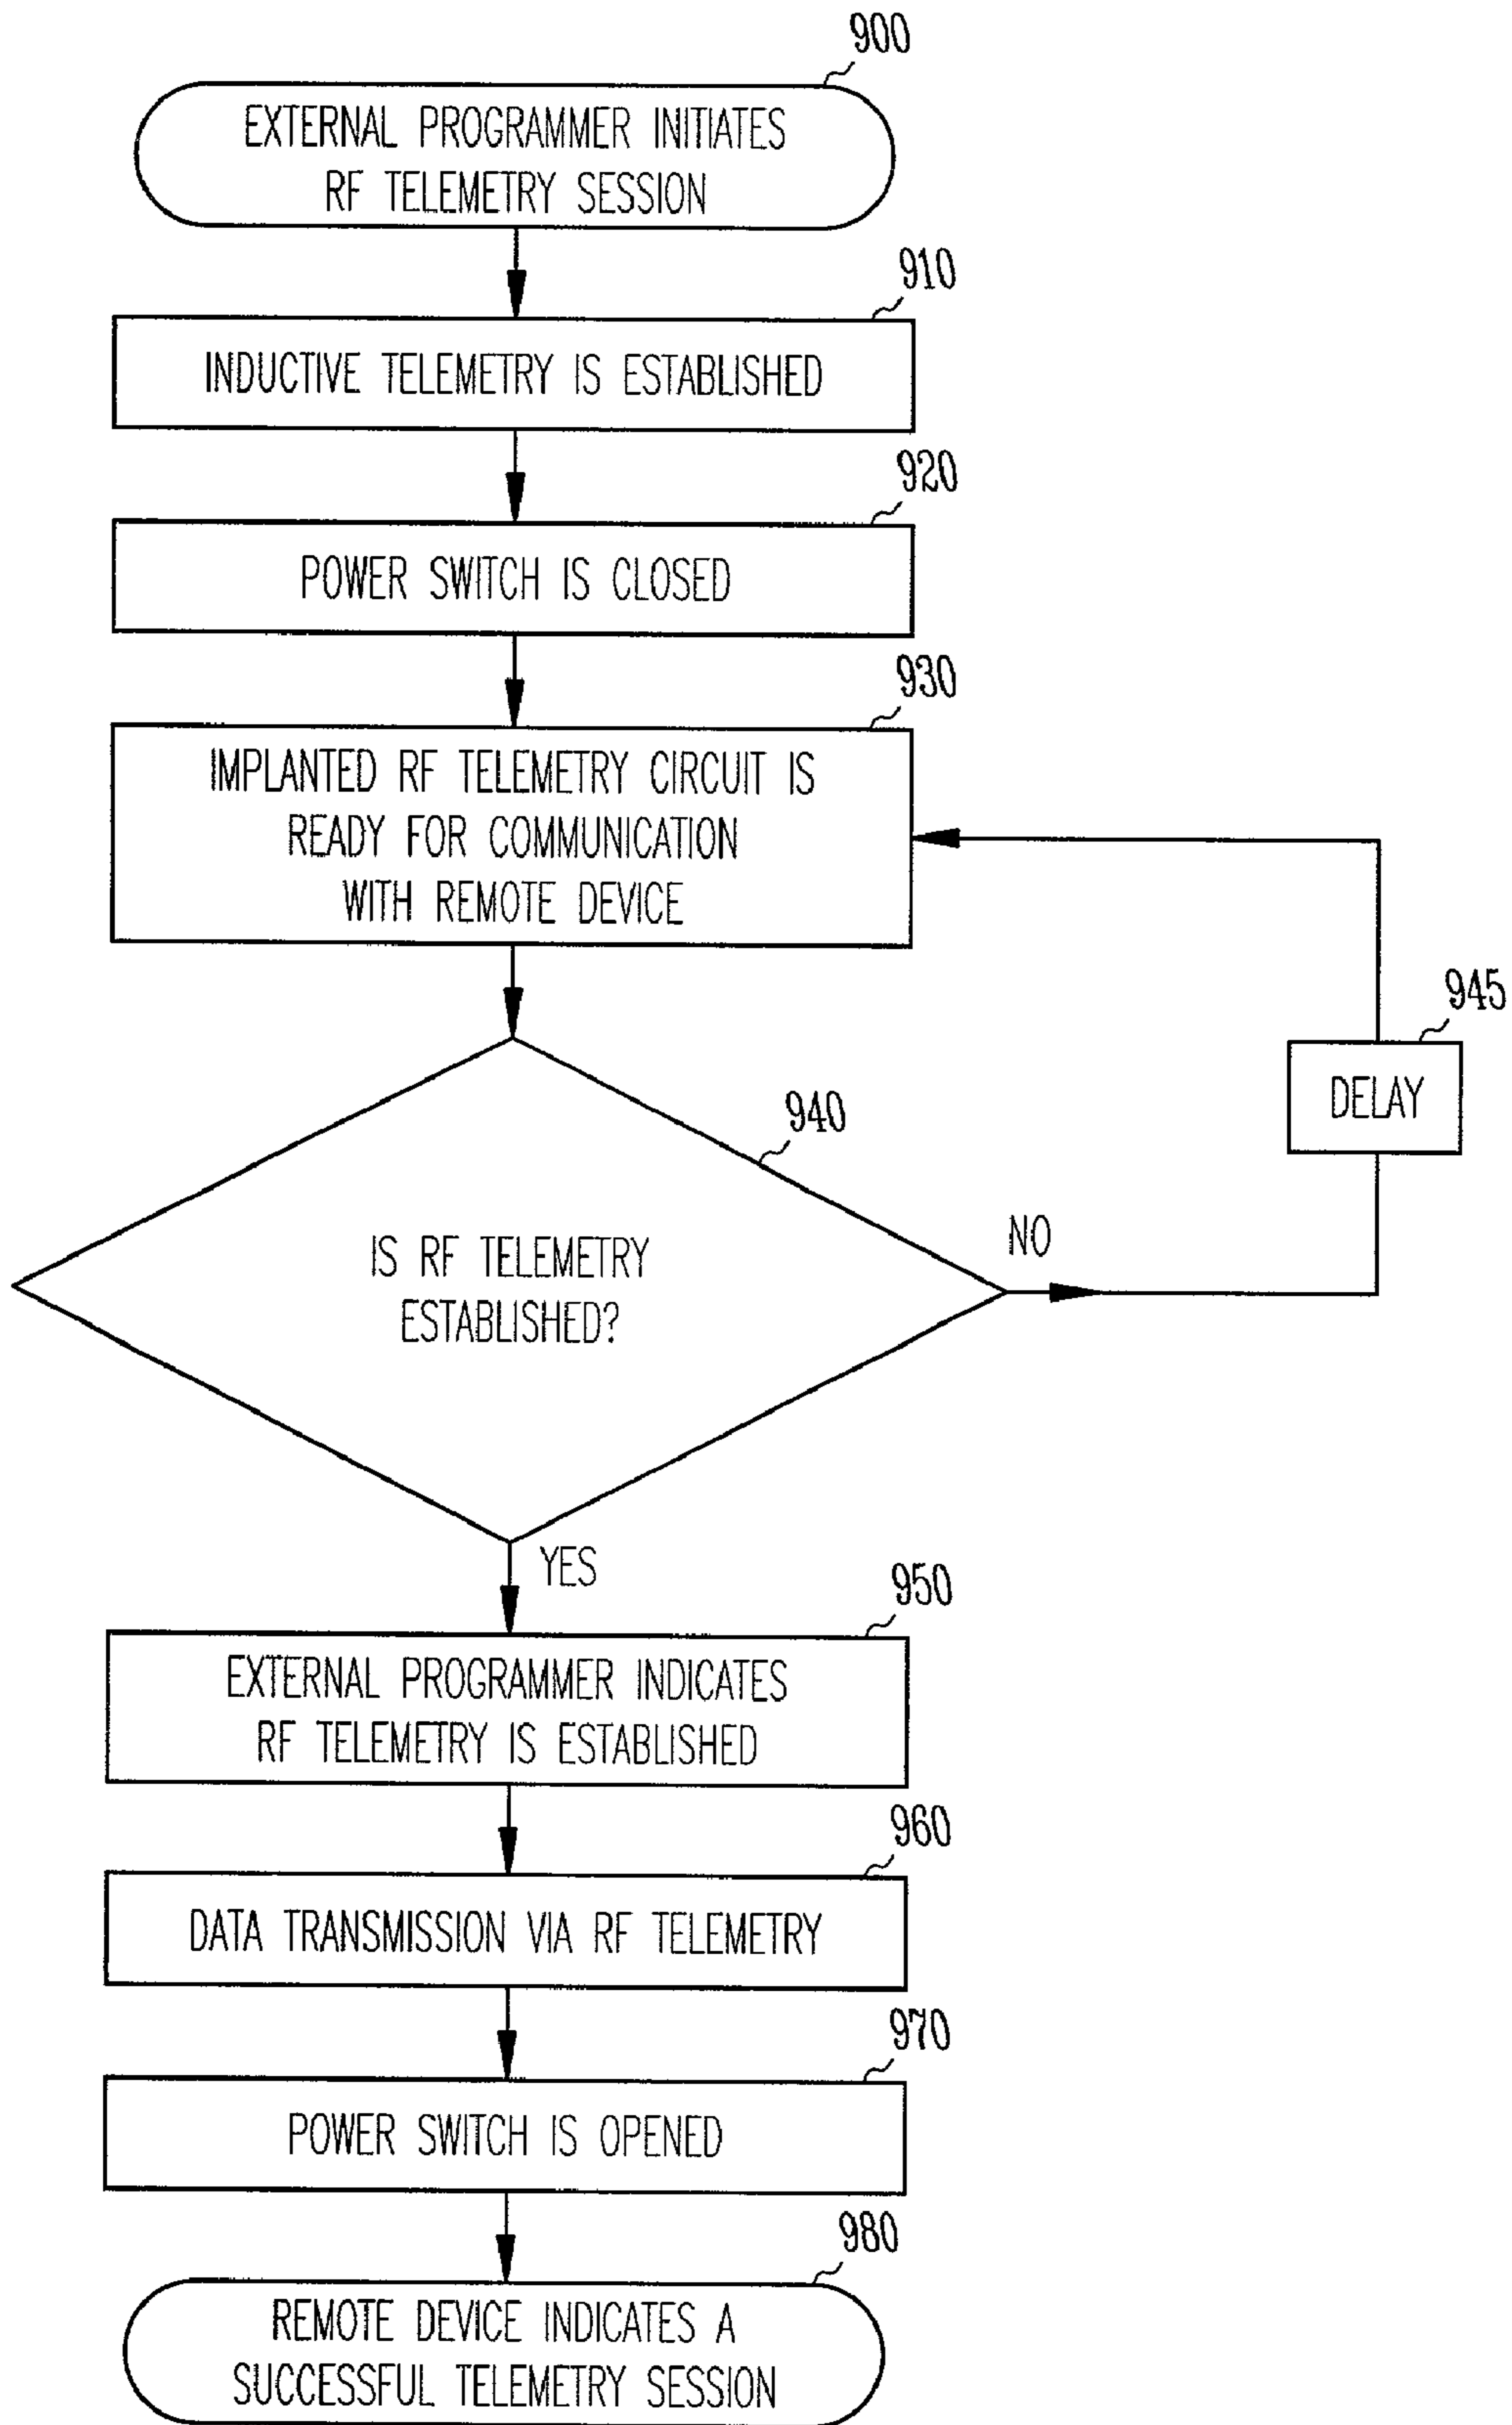 900
EXTERNAL PROGRAMMER INITIATES
RF TELEMETRY SESSION
910
INDUCTIVE TELEMETRY IS ESTABLISHED
920
POWER SWITCH IS CLOSED
930
IMPLANTED RF TELEMETRY CIRCUIT IS
READY FOR COMMUNICATION
WITH REMOTE DEVICE
945
DELAY
940
NO
IS RF TELEMETRY
ESTABLISHED?
YES
950
EXTERNAL PROGRAMMER INDICATES
RF TELEMETRY IS ESTABLISHED
960
DATA TRANSMISSION VIA RF TELEMETRY
970
POWER SWITCH IS OPENED
980
REMOTE DEVICE INDICATES A
SUCCESSFUL TELEMETRY SESSION